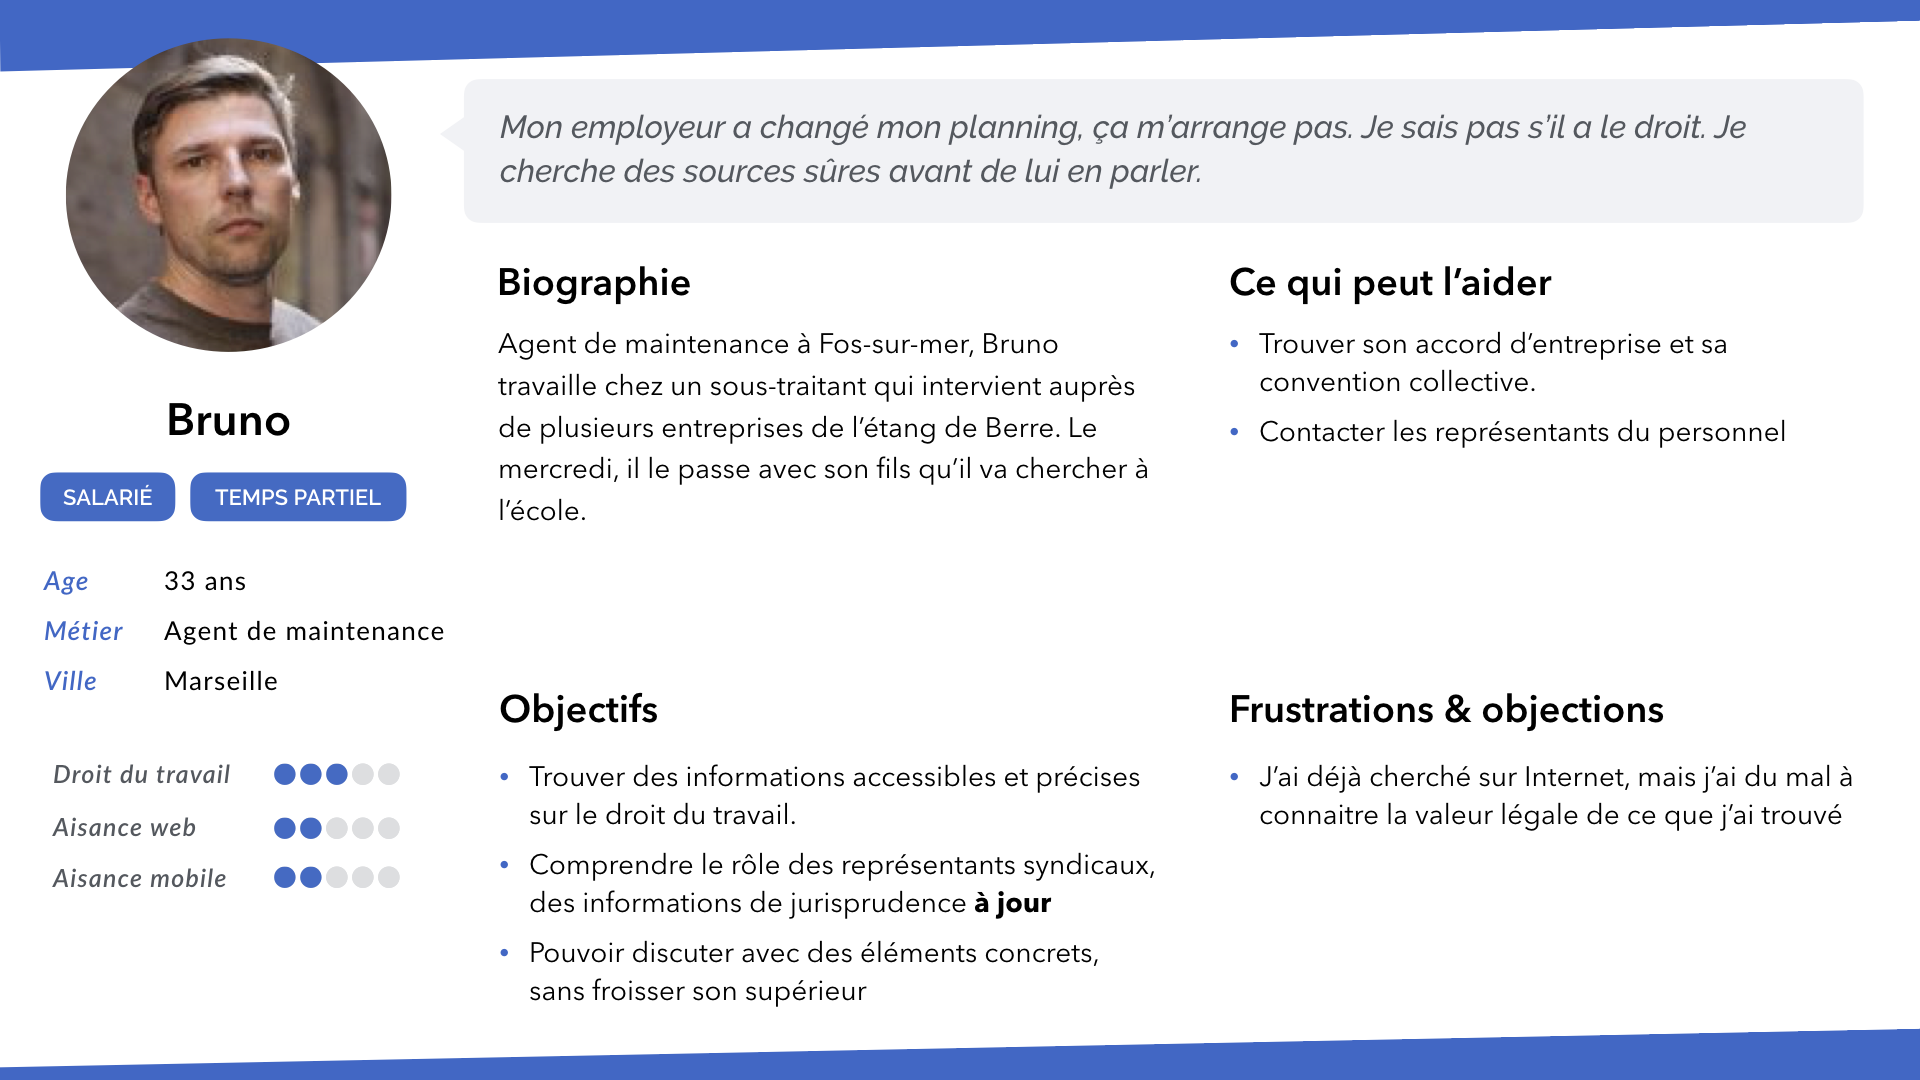 Mon employeur a changé mon planning, ça m’arrange pas. Je sais pas s’il a le droit. Je
cherche des sources sûres avant de lui en parler.
Bruno
SALARIÉ
TEMPS PARTIEL
Age 33 ans
Métier Agent de maintenance
Ville Marseille
Droit du travail
Aisance web
Aisance mobile
Biographie
Agent de maintenance à Fos-sur-mer, Bruno
travaille chez un sous-traitant qui intervient auprès
de plusieurs entreprises de l’étang de Berre. Le
mercredi, il le passe avec son fils qu’il va chercher à
l’école.
Ce qui peut l’aider
• Trouver son accord d’entreprise et sa
convention collective.
• Contacter les représentants du personnel
Objectifs
• Trouver des informations accessibles et précises
sur le droit du travail.
• Comprendre le rôle des représentants syndicaux,
des informations de jurisprudence à jour
• Pouvoir discuter avec des éléments concrets,
sans froisser son supérieur
Frustrations & objections
• J’ai déjà cherché sur Internet, mais j’ai du mal à
connaitre la valeur légale de ce que j’ai trouvé